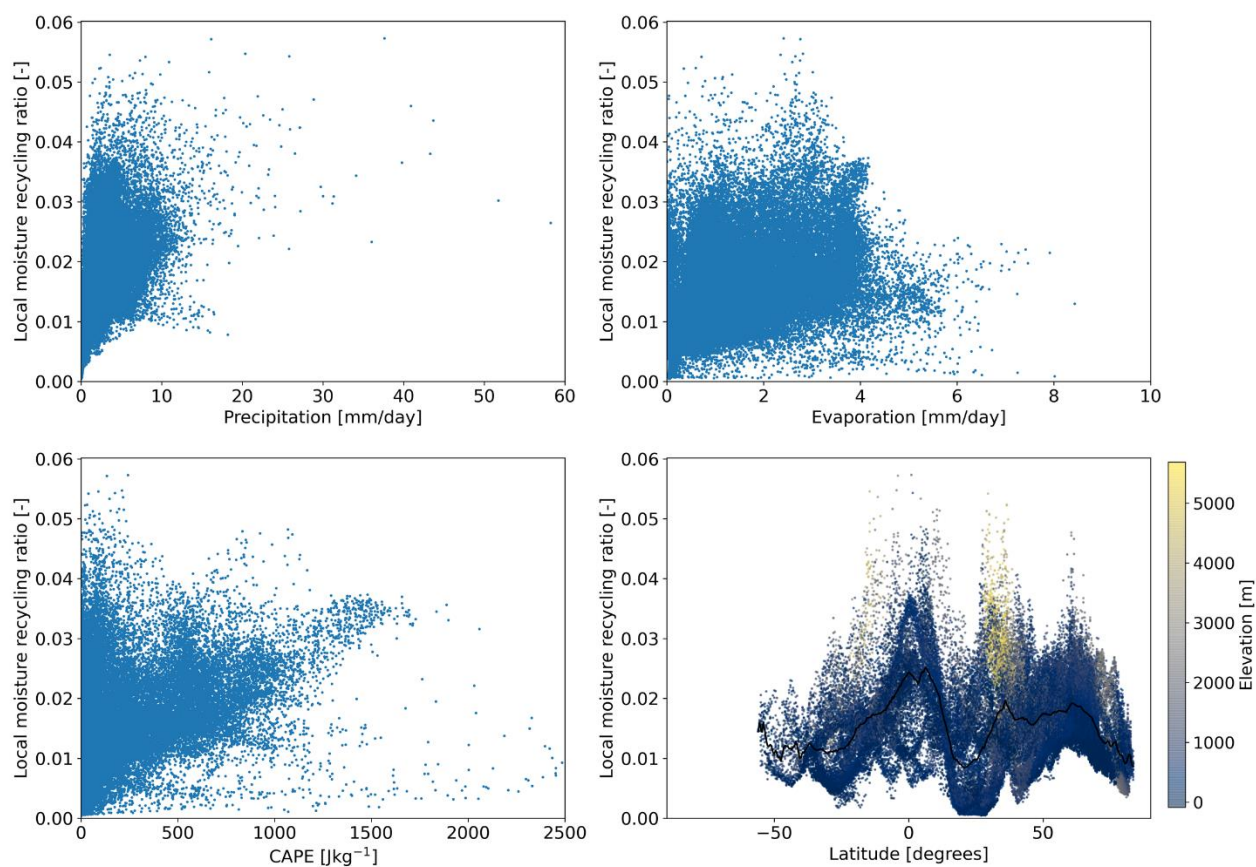 0.06
0.05
0.04
0.03
0.02
0.01
0.00
Local moisture recycling ratio [-]
0 10 20 30 40 50 60
Precipitation [mm/day]
0.06
0.05
0.04
0.03
0.02
0.01
0.00
Local moisture recycling ratio [-]
0 2 4 6 8 10
Evaporation [mm/day]
0.06
0.05
0.04
0.03
0.02
0.01
0.00
Local moisture recycling ratio [-]
0 500 1000 1500 2000 2500
CAPE [Jkg⁻¹]
0.06
0.05
0.04
0.03
0.02
0.01
0.00
Local moisture recycling ratio [-]
−50 0 50
Latitude [degrees]
5000
4000
3000
2000
1000
0
Elevation [m]